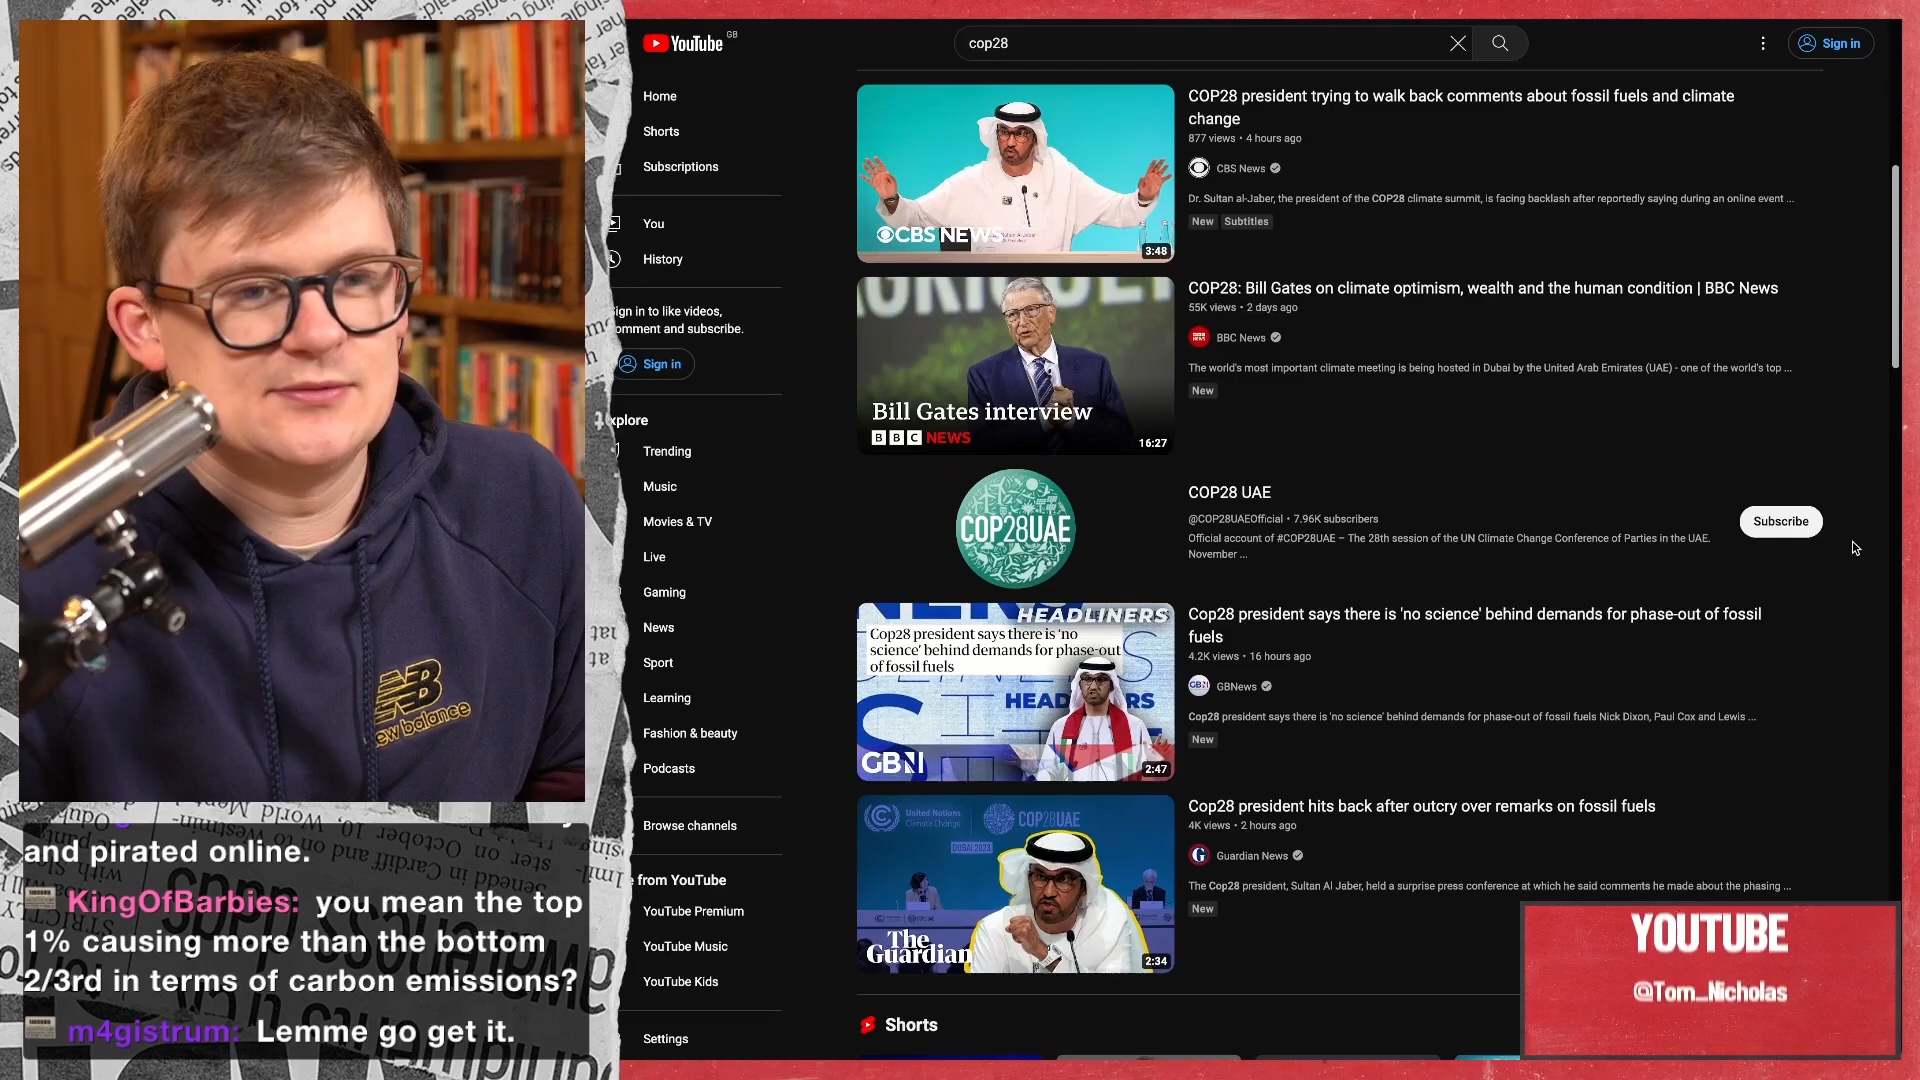 YouTube GB
cop28
Sign in
Home
Shorts
Subscriptions
You
History
ign in to like videos,
omment and subscribe.
Sign in
xplore
Trending
Music
Movies & TV
Live
Gaming
News
Sport
Learning
Fashion & beauty
Podcasts
Browse channels
from YouTube
YouTube Premium
YouTube Music
YouTube Kids
Settings
CBS NEWS
3:48
COP28 president trying to walk back comments about fossil fuels and climate
change
877 views • 4 hours ago
CBS News
Dr. Sultan al-Jaber, the president of the COP28 climate summit, is facing backlash after reportedly saying during an online event ...
New Subtitles
Bill Gates interview
BBC NEWS
16:27
COP28: Bill Gates on climate optimism, wealth and the human condition | BBC News
55K views • 2 days ago
BBC News
The world's most important climate meeting is being hosted in Dubai by the United Arab Emirates (UAE) - one of the world's top ...
New
COP28UAE
COP28 UAE
@COP28UAEOfficial • 7.96K subscribers
Official account of #COP28UAE – The 28th session of the UN Climate Change Conference of Parties in the UAE.
November ...
Subscribe
HEADLINERS
Cop28 president says there is 'no
science' behind demands for phase-out
of fossil fuels
GBN
2:47
Cop28 president says there is 'no science' behind demands for phase-out of fossil
fuels
4.2K views • 16 hours ago
GBNews
Cop28 president says there is 'no science' behind demands for phase-out of fossil fuels Nick Dixon, Paul Cox and Lewis ...
New
United Nations
Climate Change
COP28UAE
DUBAI 2023
The
Guardian
2:34
Cop28 president hits back after outcry over remarks on fossil fuels
4K views • 2 hours ago
Guardian News
The Cop28 president, Sultan Al Jaber, held a surprise press conference at which he said comments he made about the phasing ...
New
Shorts
new balance
and pirated online.
KingOfBarbies: you mean the top
1% causing more than the bottom
2/3rd in terms of carbon emissions?
m4gistrum: Lemme go get it.
YOUTUBE
@Tom_Nicholas